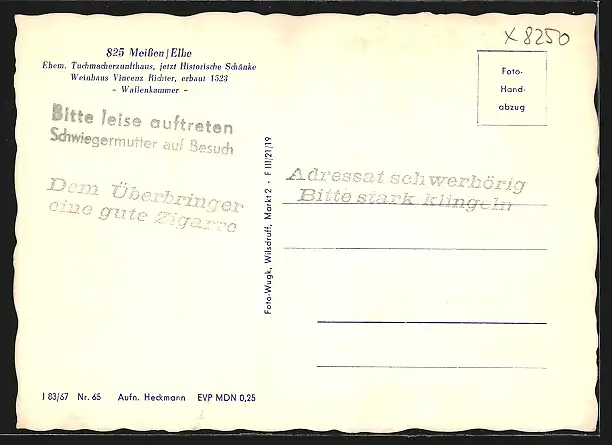 x 8250
825 Meißen/Elbe
Ehem. Tuchmacherzunfthaus, jetzt Historische Schänke
Weinhaus Vincenz Richter, erbaut 1523
- Waffenkammer -
Foto-
Hand-
abzug
Bitte leise auftreten
Schwiegermutter auf Besuch
Dem Überbringer
eine gute Zigarre
Foto-Wugk, Wilsdruff, Markt 2 - F III/21/19
Adressat schwerhörig
Bitte stark klingeln
J 83/67 Nr. 65 Aufn. Heckmann EVP MDN 0,25